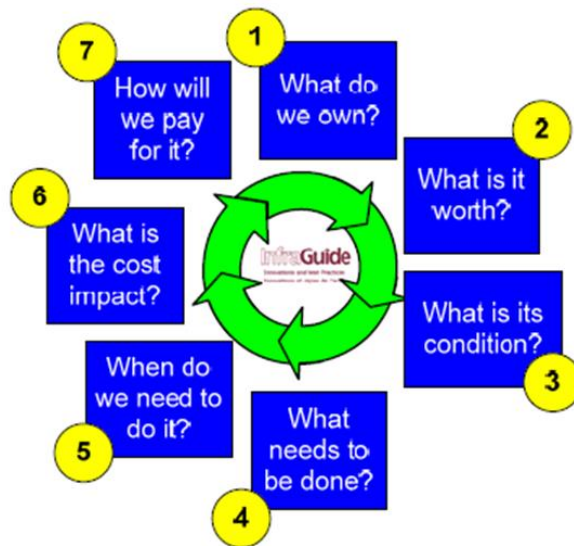 1
What do
we own?
2
What is it
worth?
3
What is its
condition?
4
What
needs to
be done?
5
When do
we need to
do it?
6
What is
the cost
impact?
7
How will
we pay
for it?
InfraGuide
Innovations and Best Practices